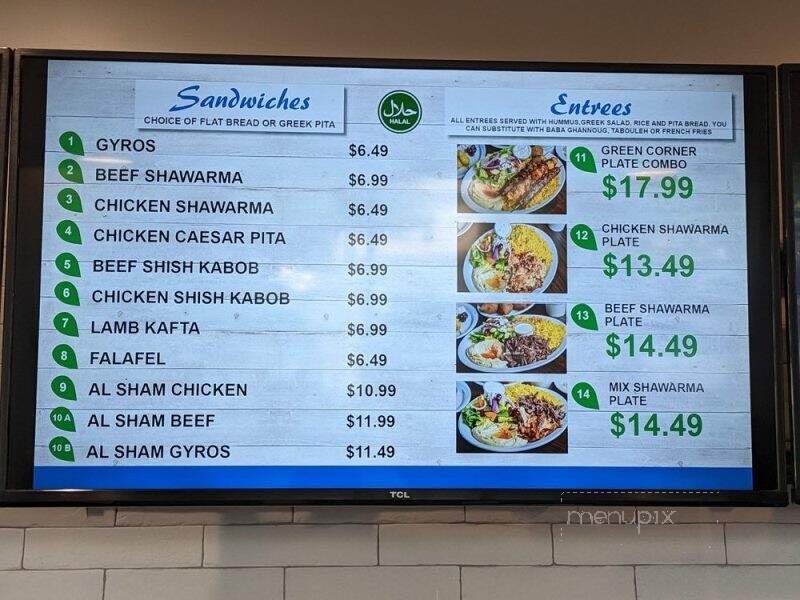 Sandwiches
CHOICE OF FLAT BREAD OR GREEK PITA
حلال
HALAL
1 GYROS $6.49
2 BEEF SHAWARMA $6.99
3 CHICKEN SHAWARMA $6.49
4 CHICKEN CAESAR PITA $6.49
5 BEEF SHISH KABOB $6.99
6 CHICKEN SHISH KABOB $6.99
7 LAMB KAFTA $6.99
8 FALAFEL $6.49
9 AL SHAM CHICKEN $10.99
10 A AL SHAM BEEF $11.99
10 B AL SHAM GYROS $11.49
Entrees
ALL ENTREES SERVED WITH HUMMUS,GREEK SALAD, RICE AND PITA BREAD. YOU
CAN SUBSTITUTE WITH BABA GHANNOUG, TABOULEH OR FRENCH FRIES
11 GREEN CORNER
PLATE COMBO
$17.99
12 CHICKEN SHAWARMA
PLATE
$13.49
13 BEEF SHAWARMA
PLATE
$14.49
14 MIX SHAWARMA
PLATE
$14.49
TCL
menupix